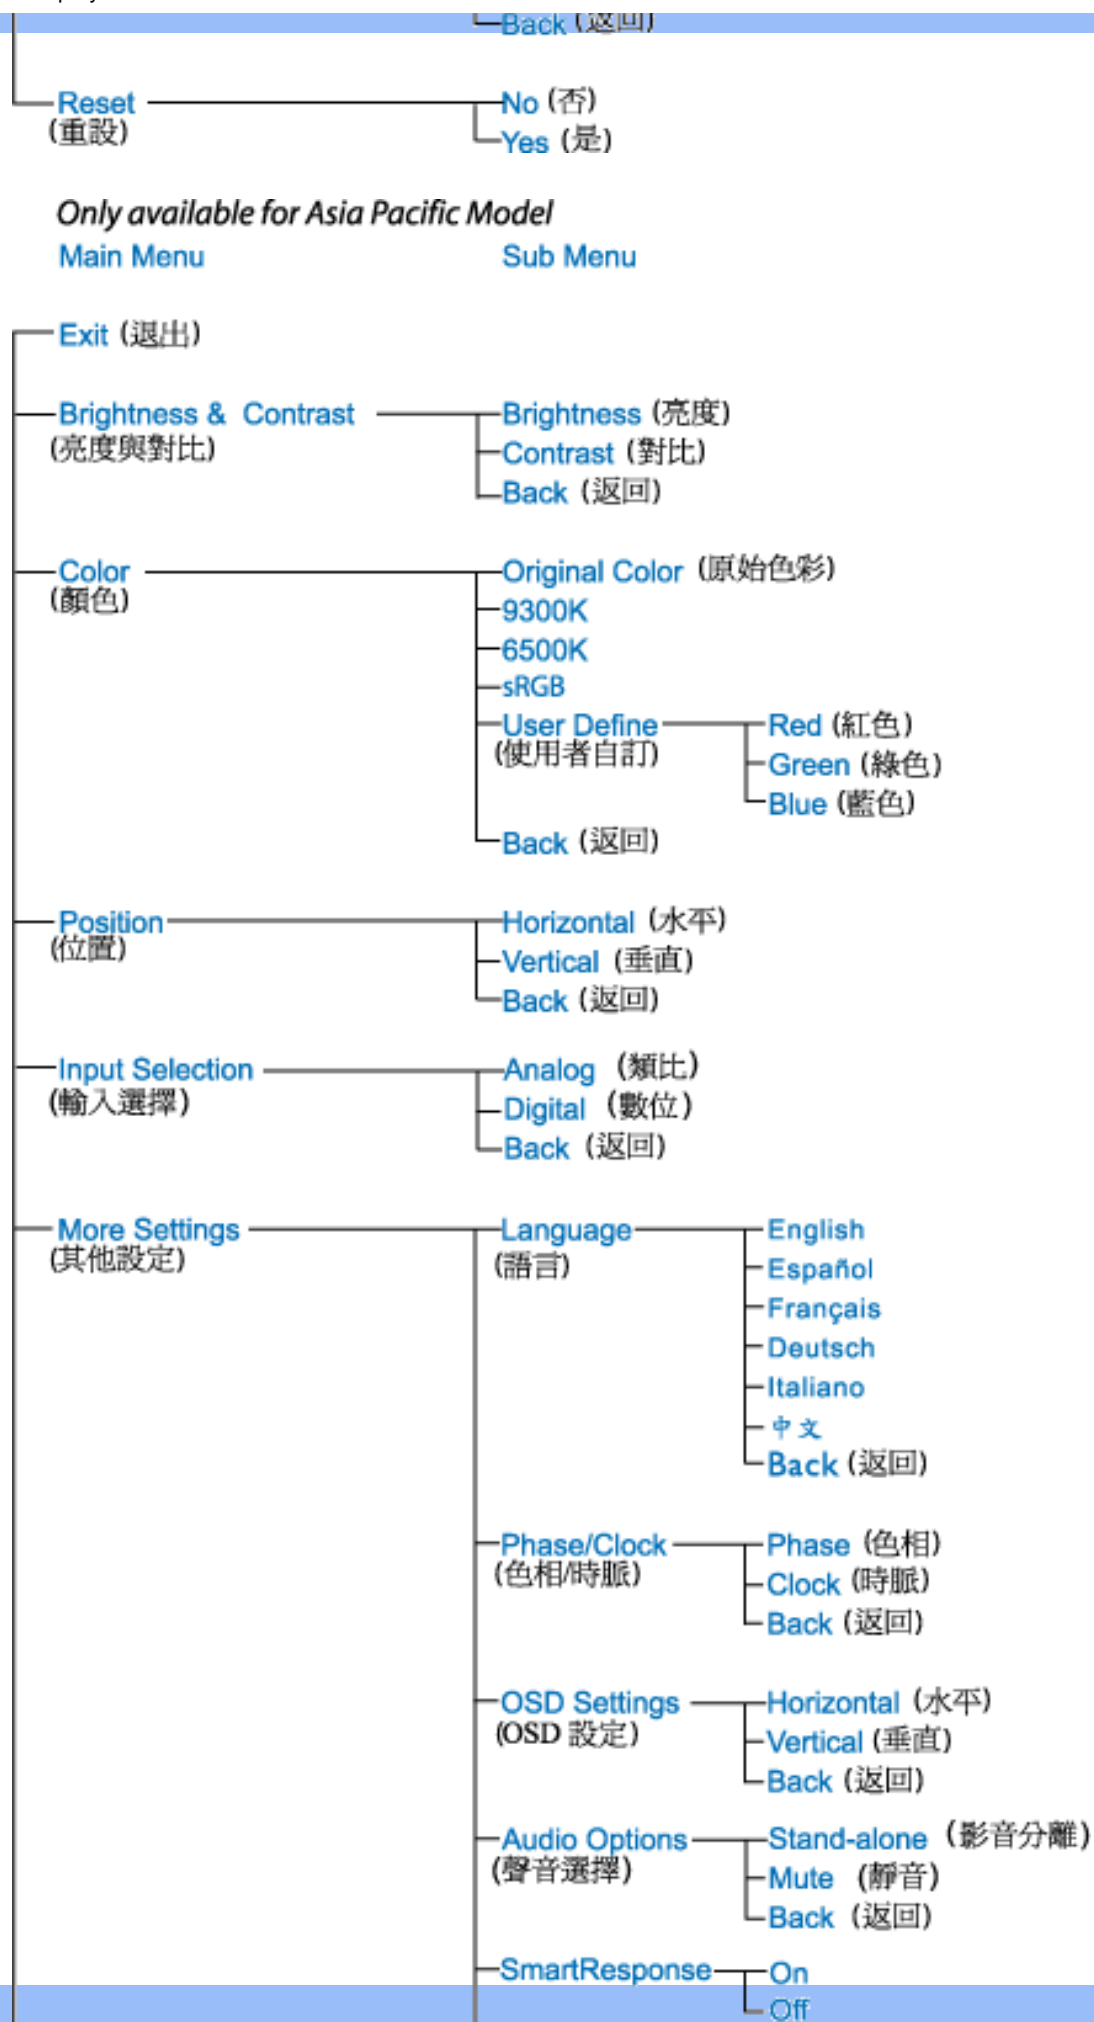 Back (返回)
Reset No (否)
(重設) Yes (是)
Only available for Asia Pacific Model
Main Menu Sub Menu
Exit (退出)
Brightness & Contrast Brightness (亮度)
(亮度與對比) Contrast (對比)
Back (返回)
Color Original Color (原始色彩)
(顏色)
9300K
6500K
sRGB
User Define Red (紅色)
(使用者自訂) Green (綠色)
Blue (藍色)
Back (返回)
Position Horizontal (水平)
(位置) Vertical (垂直)
Back (返回)
Input Selection Analog (類比)
(輸入選擇) Digital (數位)
Back (返回)
More Settings Language English
(其他設定) (語言) Español
Français
Deutsch
Italiano
中文
Back (返回)
Phase/Clock Phase (色相)
(色相/時脈) Clock (時脈)
Back (返回)
OSD Settings Horizontal (水平)
(OSD 設定) Vertical (垂直)
Back (返回)
Audio Options Stand-alone (影音分離)
(聲音選擇) Mute (靜音)
Back (返回)
SmartResponse On
Off